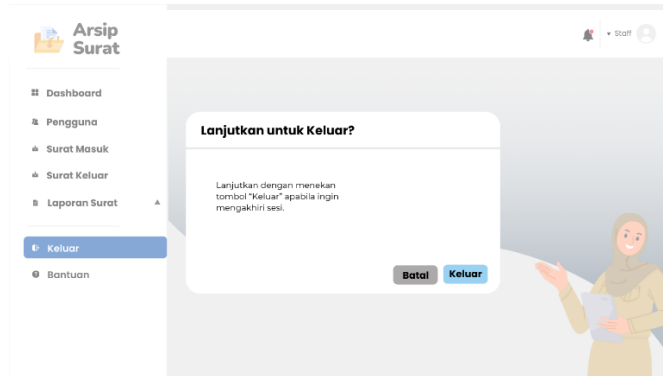 Arsip
Surat
Staff
Dashboard
Pengguna
Surat Masuk
Surat Keluar
Laporan Surat
Keluar
Bantuan
Lanjutkan untuk Keluar?
Lanjutkan dengan menekan
tombol "Keluar" apabila ingin
mengakhiri sesi.
Batal
Keluar